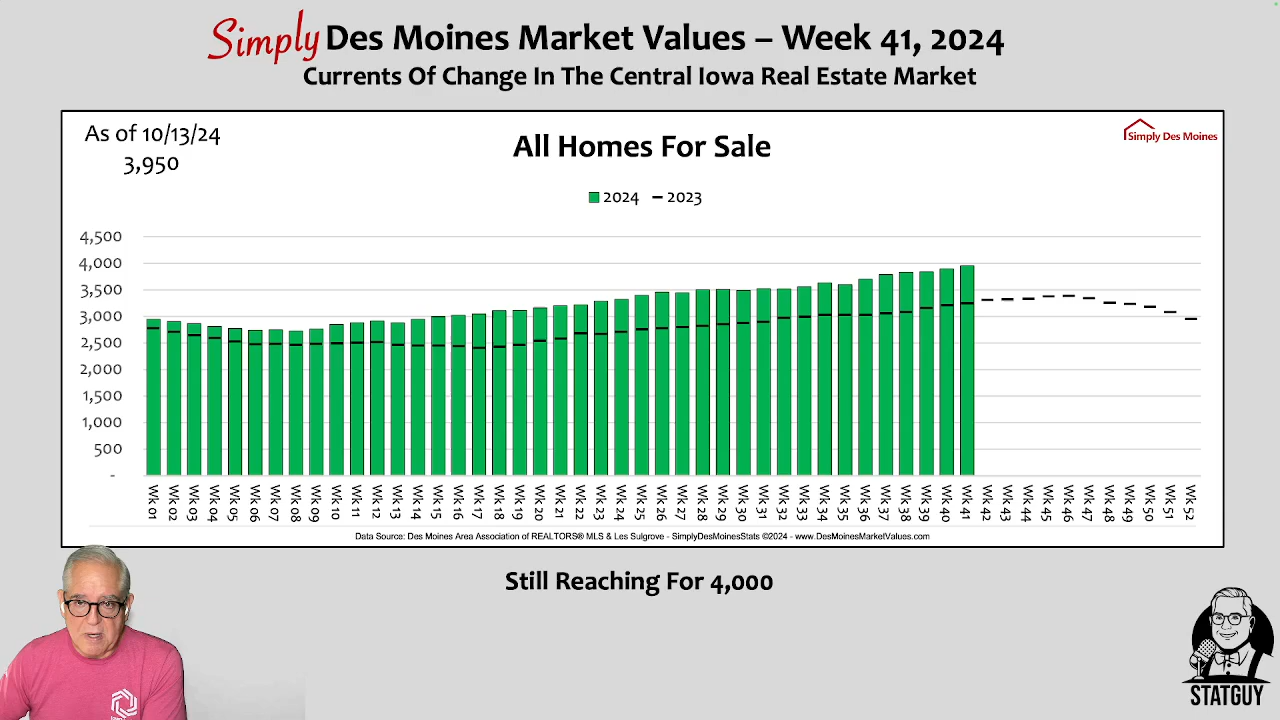 Simply Des Moines Market Values – Week 41, 2024
Currents Of Change In The Central Iowa Real Estate Market
As of 10/13/24
3,950
All Homes For Sale
Simply Des Moines
2024
2023
4,500
4,000
3,500
3,000
2,500
2,000
1,500
1,000
500
-
Wk 01
Wk 02
Wk 03
Wk 04
Wk 05
Wk 06
Wk 07
Wk 08
Wk 09
Wk 10
Wk 11
Wk 12
Wk 13
Wk 14
Wk 15
Wk 16
Wk 17
Wk 18
Wk 19
Wk 20
Wk 21
Wk 22
Wk 23
Wk 24
Wk 25
Wk 26
Wk 27
Wk 28
Wk 29
Wk 30
Wk 31
Wk 32
Wk 33
Wk 34
Wk 35
Wk 36
Wk 37
Wk 38
Wk 39
Wk 40
Wk 41
Wk 42
Wk 43
Wk 44
Wk 45
Wk 46
Wk 47
Wk 48
Wk 49
Wk 50
Wk 51
Wk 52
Data Source: Des Moines Area Association of REALTORS® MLS & Les Sulgrove - SimplyDesMoinesStats ©2024 - www.DesMoinesMarketValues.com
Still Reaching For 4,000
STATGUY